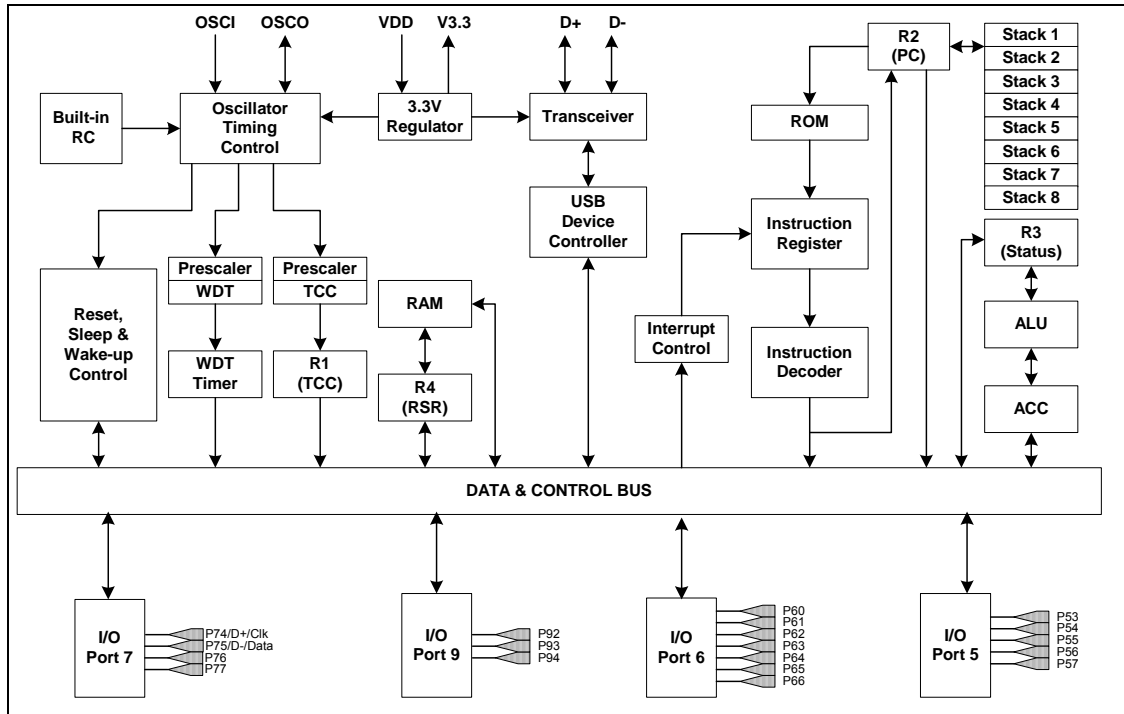 OSCI
OSCO
VDD
V3.3
D+
D-
R2
(PC)
Stack 1
Stack 2
Stack 3
Stack 4
Stack 5
Stack 6
Stack 7
Stack 8
Built-in
RC
Oscillator
Timing
Control
3.3V
Regulator
Transceiver
ROM
USB
Device
Controller
Instruction
Register
R3
(Status)
Reset,
Sleep &
Wake-up
Control
Prescaler
WDT
Prescaler
TCC
RAM
Interrupt
Control
ALU
WDT
Timer
R1
(TCC)
R4
(RSR)
Instruction
Decoder
ACC
DATA & CONTROL BUS
I/O
Port 7
P74/D+/Clk
P75/D-/Data
P76
P77
I/O
Port 9
P92
P93
P94
I/O
Port 6
P60
P61
P62
P63
P64
P65
P66
I/O
Port 5
P53
P54
P55
P56
P57